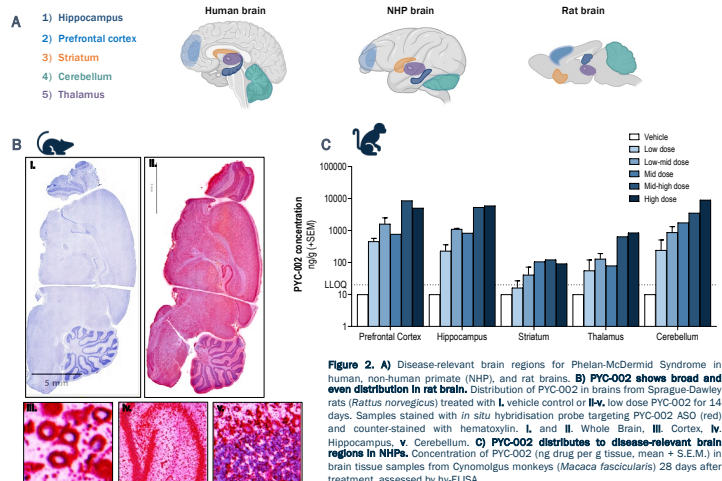 A
1) Hippocampus
2) Prefrontal cortex
3) Striatum
4) Cerebellum
5) Thalamus
Human brain
NHP brain
Rat brain
B
I.
II.
5 mm
III.
iv.
v.
C
Vehicle
Low dose
Low-mid dose
Mid dose
Mid-high dose
High dose
PYC-002 concentration
ng/g (+SEM)
100000
10000
1000
100
LLOQ
10
1
Prefrontal Cortex
Hippocampus
Striatum
Thalamus
Cerebellum
Figure 2. A) Disease-relevant brain regions for Phelan-McDermid Syndrome in
human, non-human primate (NHP), and rat brains. B) PYC-002 shows broad and
even distribution in rat brain. Distribution of PYC-002 in brains from Sprague-Dawley
rats (Rattus norvegicus) treated with I. vehicle control or II-v. low dose PYC-002 for 14
days. Samples stained with in situ hybridisation probe targeting PYC-002 ASO (red)
and counter-stained with hematoxylin. I. and II. Whole Brain, III. Cortex, iv.
Hippocampus, v. Cerebellum. C) PYC-002 distributes to disease-relevant brain
regions in NHPs. Concentration of PYC-002 (ng drug per g tissue, mean + S.E.M.) in
brain tissue samples from Cynomolgus monkeys (Macaca fascicularis) 28 days after
treatment, assessed by hy-ELISA